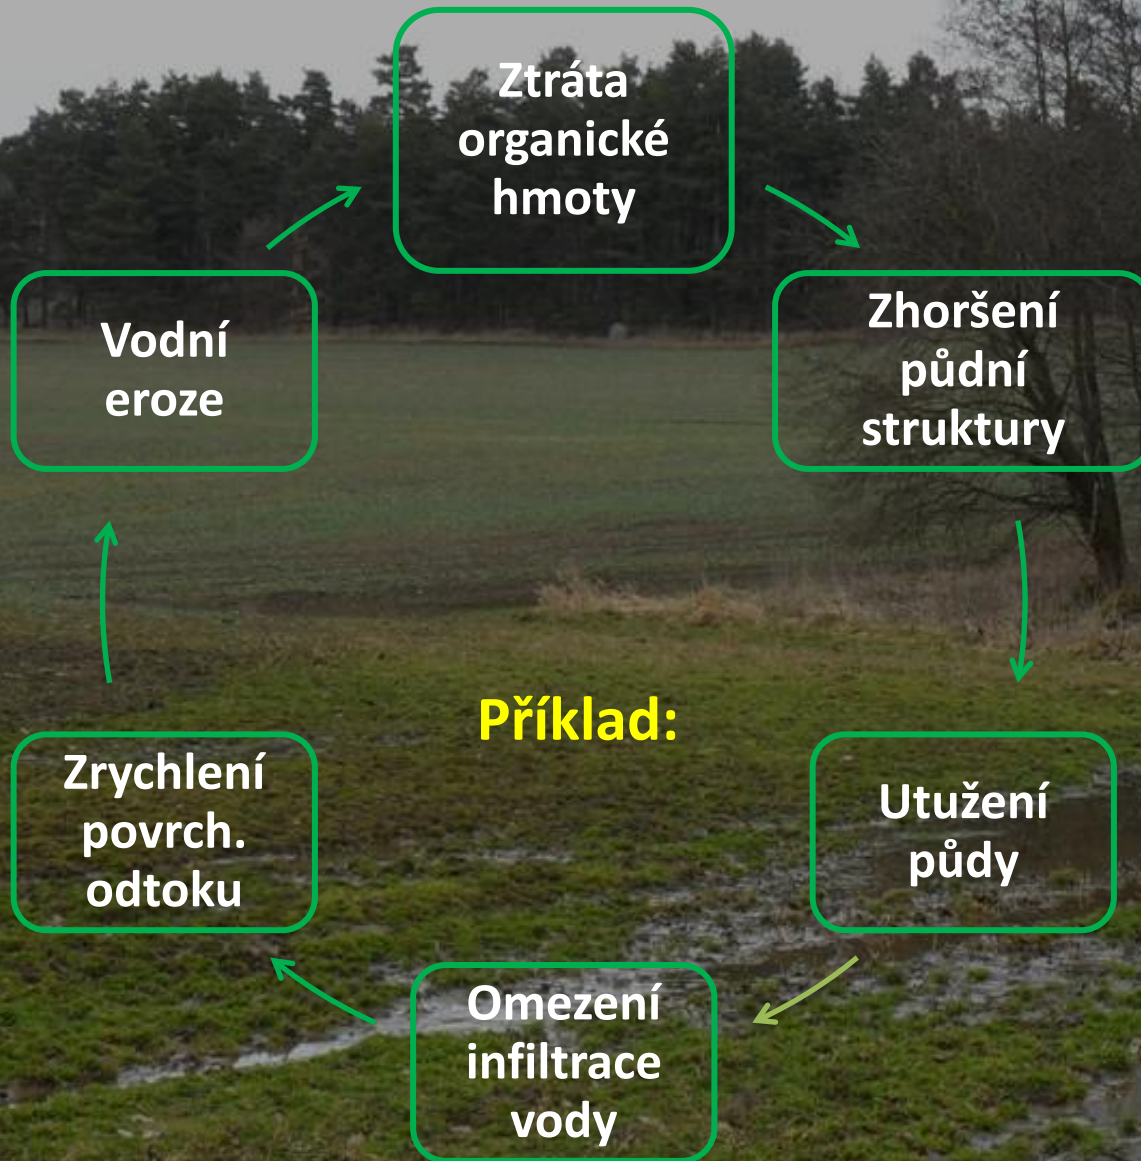 Ztráta
organické
hmoty
Zhoršení
půdní
struktury
Utužení
půdy
Omezení
infiltrace
vody
Zrychlení
povrch.
odtoku
Vodní
eroze
Příklad: